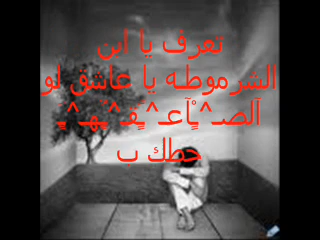 تعرف يا ابن
الشرموطه يا عاشق لو
حطك بِ